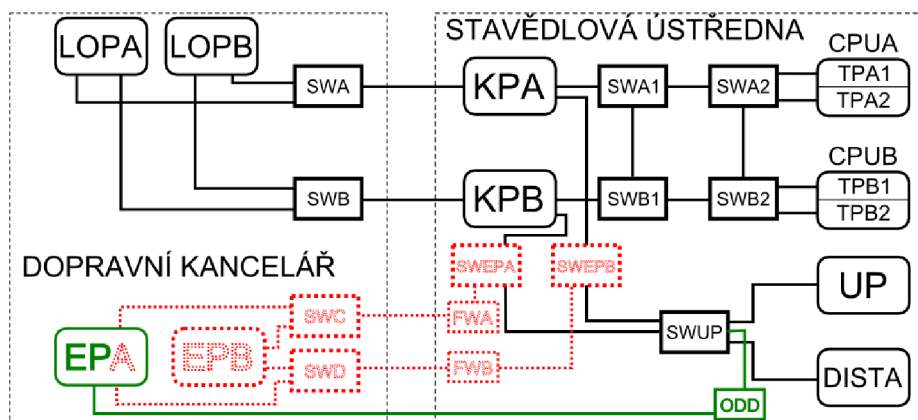 STAVĚDLOVÁ ÚSTŘEDNA
LOPA
LOPB
CPUA
SWA
KPA
SWA1
SWA2
TPA1
TPA2
CPUB
SWB
KPB
SWB1
SWB2
TPB1
TPB2
DOPRAVNÍ KANCELÁŘ
SWEPA
SWEPB
UP
SWC
FWA
SWUP
EPA
EPB
SWD
FWB
DISTA
ODD